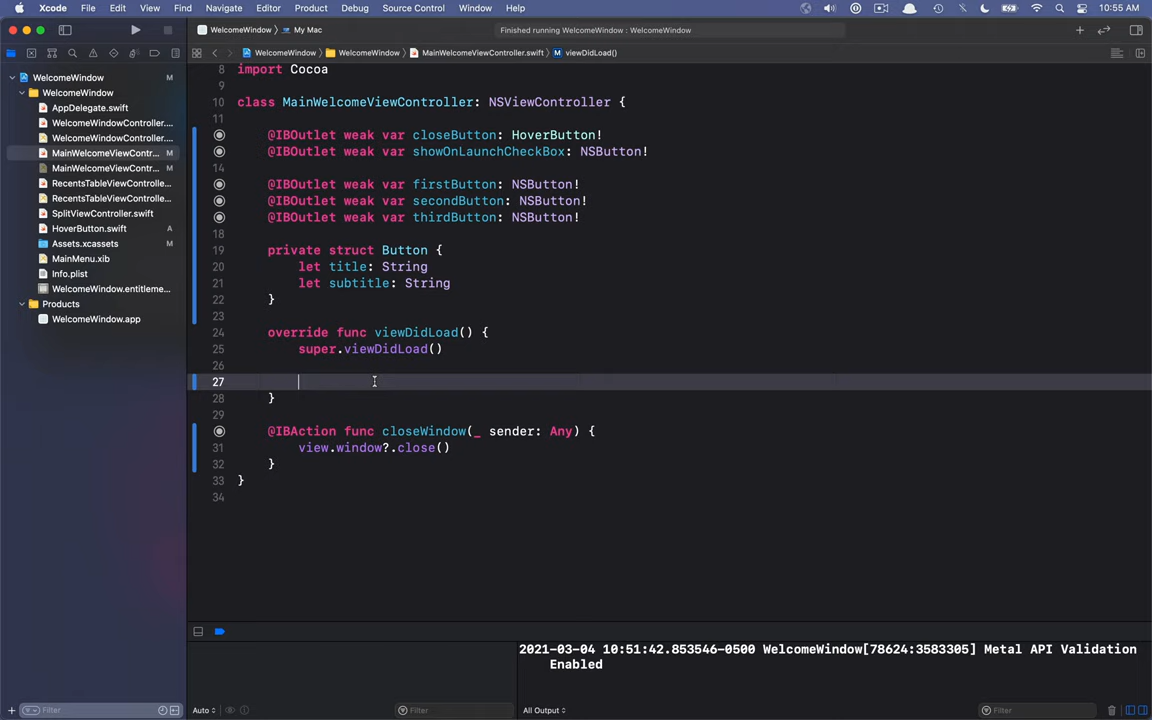 Xcode File Edit View Find Navigate Editor Product Debug Source Control Window Help 10:55 AM
WelcomeWindow My Mac Finished running WelcomeWindow : WelcomeWindow
WelcomeWindow WelcomeWindow MainWelcomeViewController.swift M viewDidLoad()
WelcomeWindow M
WelcomeWindow
AppDelegate.swift
WelcomeWindowController.... M
WelcomeWindowController.... M
MainWelcomeViewContr... M
MainWelcomeViewContr... M
RecentsTableViewControlle...
RecentsTableViewControlle...
SplitViewController.swift
HoverButton.swift A
Assets.xcassets M
MainMenu.xib
Info.plist
WelcomeWindow.entitleme...
Products
WelcomeWindow.app
8 import Cocoa
9
10 class MainWelcomeViewController: NSViewController {
11
@IBOutlet weak var closeButton: HoverButton!
@IBOutlet weak var showOnLaunchCheckBox: NSButton!
14
@IBOutlet weak var firstButton: NSButton!
@IBOutlet weak var secondButton: NSButton!
@IBOutlet weak var thirdButton: NSButton!
18
19 private struct Button {
20 let title: String
21 let subtitle: String
22 }
23
24 override func viewDidLoad() {
25 super.viewDidLoad()
26
27
28 }
29
@IBAction func closeWindow(_ sender: Any) {
31 view.window?.close()
32 }
33 }
34
2021-03-04 10:51:42.853546-0500 WelcomeWindow[78624:3583305] Metal API Validation
Enabled
Filter Auto Filter All Output Filter